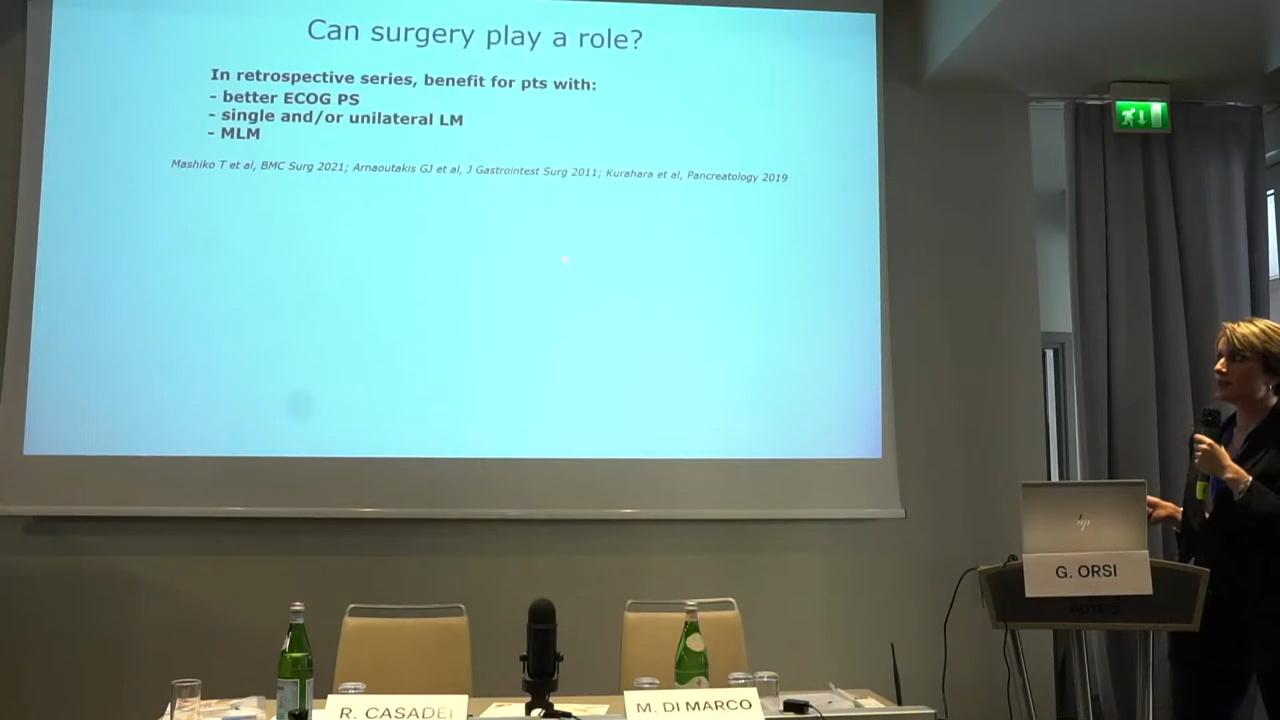 Can surgery play a role?
In retrospective series, benefit for pts with:
- better ECOG PS
- single and/or unilateral LM
- MLM
Mashiko T et al, BMC Surg 2021; Arnaoutakis GJ et al, J Gastrointest Surg 2011; Kurahara et al, Pancreatology 2019
hp
G. ORSI
HOTELS
R. CASADEI
M. DI MARCO